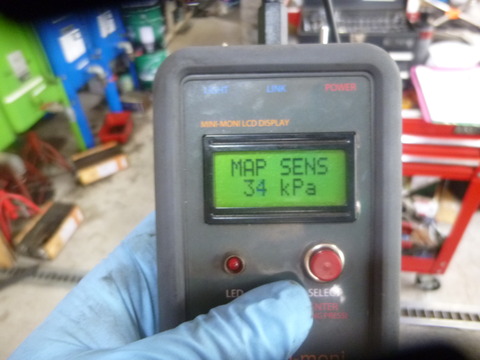 LIGHT LINK POWER
MINI-MONI LCD DISPLAY
MAP SENS
34 kPa
LED SELECT